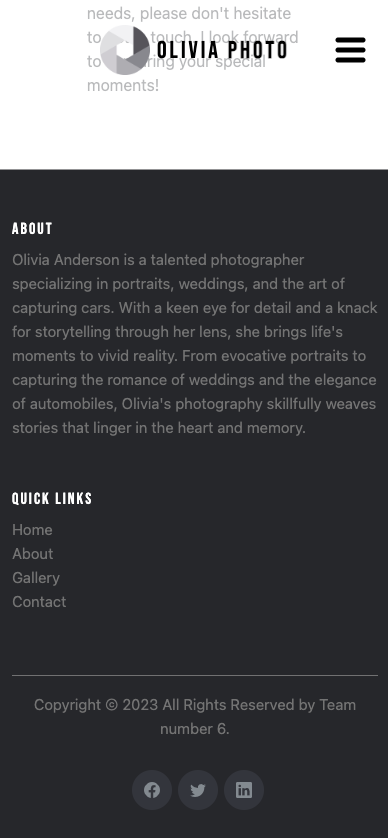 needs, please don't hesitate
to touch. I look forward
OLIVIA PHOTO
to ring your special
moments!
ABOUT
Olivia Anderson is a talented photographer
specializing in portraits, weddings, and the art of
capturing cars. With a keen eye for detail and a knack
for storytelling through her lens, she brings life's
moments to vivid reality. From evocative portraits to
capturing the romance of weddings and the elegance
of automobiles, Olivia's photography skillfully weaves
stories that linger in the heart and memory.
QUICK LINKS
Home
About
Gallery
Contact
Copyright © 2023 All Rights Reserved by Team
number 6.